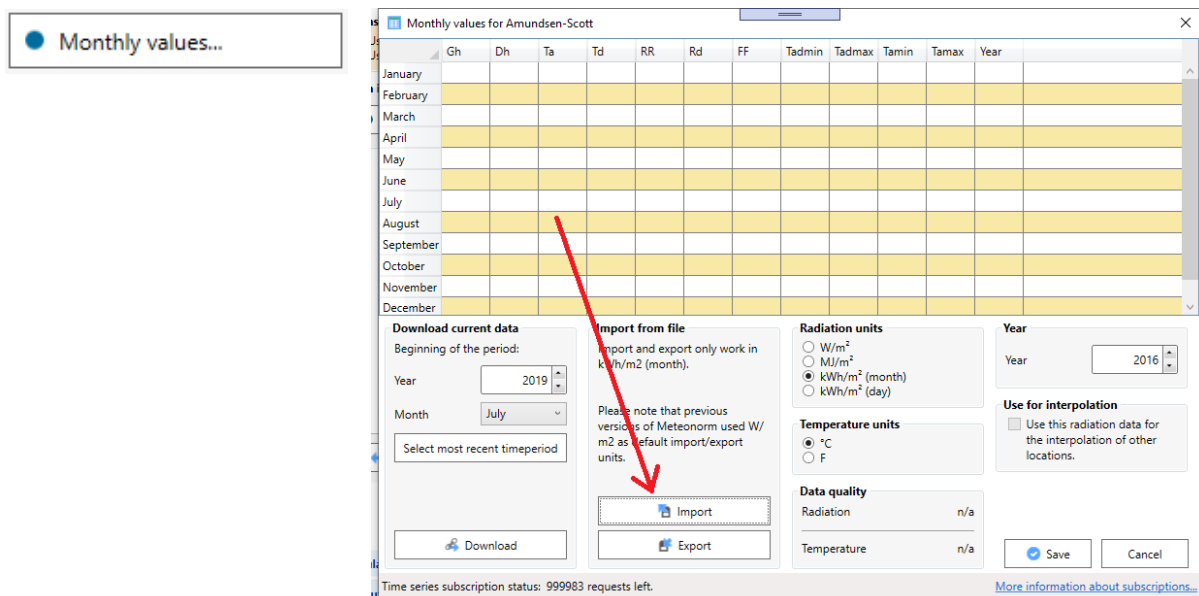 Monthly values...
Monthly values for Amundsen-Scott
Gh Dh Ta Td RR Rd FF Tadmin Tadmax Tamin Tamax Year
January
February
March
April
May
June
July
August
September
October
November
December
Download current data
Beginning of the period:
Year 2019
Month July
Select most recent timeperiod
Download
Import from file
Import and export only work in
kWh/m2 (month).
Please note that previous
versions of Meteonorm used W/
m2 as default import/export
units.
Import
Export
Radiation units
W/m²
MJ/m²
kWh/m² (month)
kWh/m² (day)
Temperature units
°C
F
Data quality
Radiation n/a
Temperature n/a
Year
Year 2016
Use for interpolation
Use this radiation data for
the interpolation of other
locations.
Save Cancel
Time series subscription status: 999983 requests left.
More information about subscriptions...